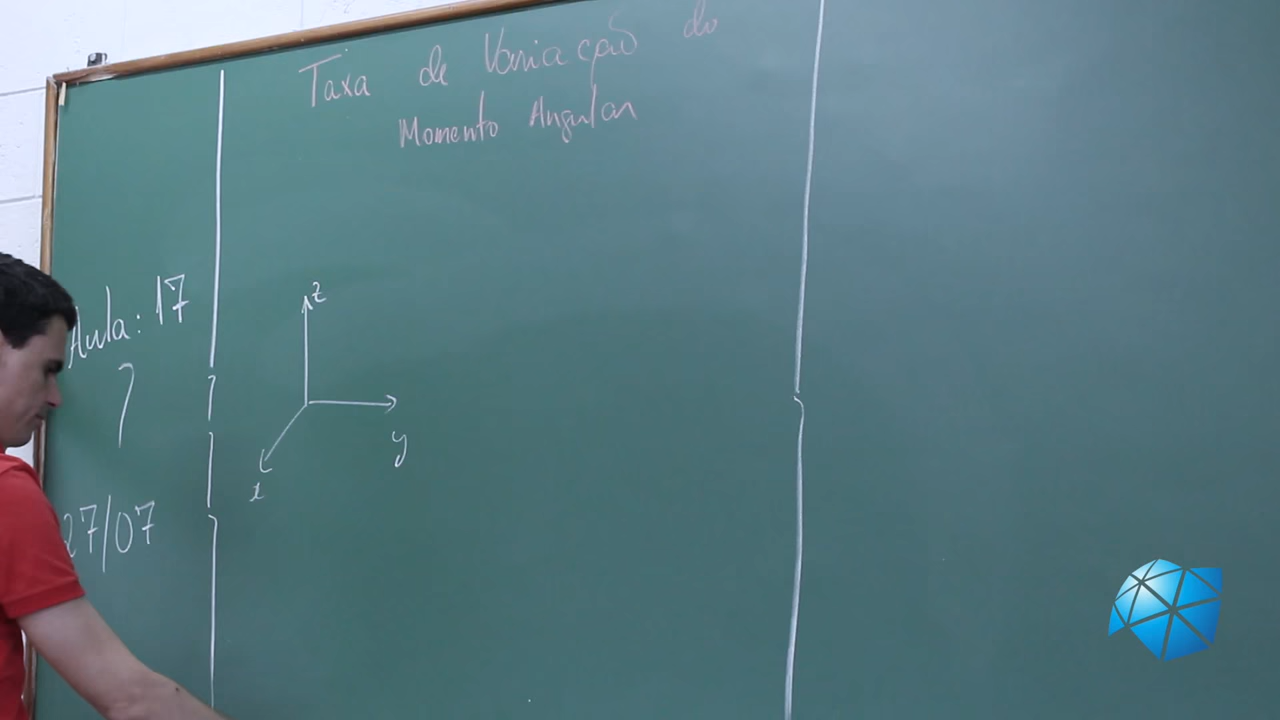 Taxa de Variação do
Momento Angular
Aula: 17
27/07
z
y
x